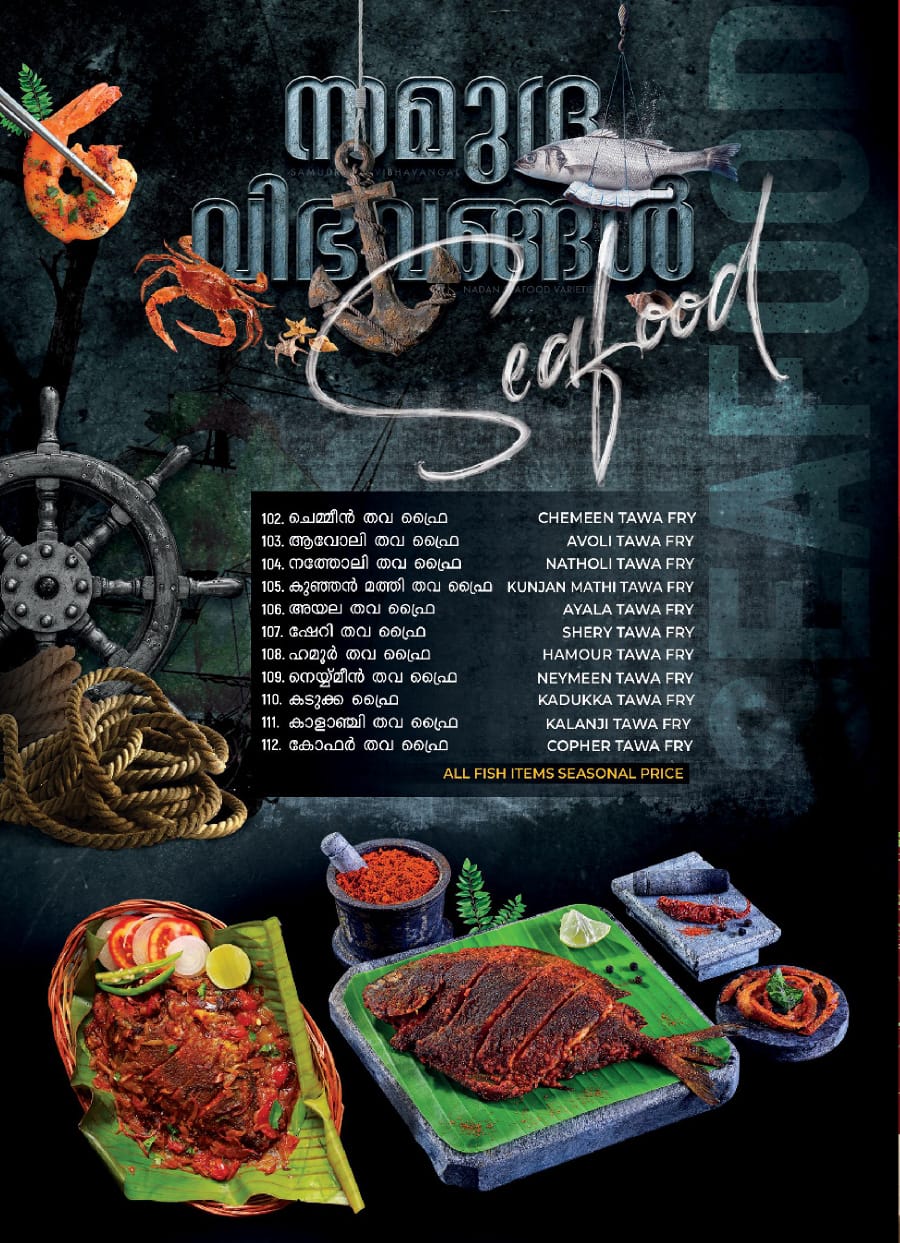 സമുദ്ര
SAMUDRA VIBHAVANGAL
വിഭവങ്ങൾ
NADAN SEAFOOD VARIETIES
Seafood
SEAFOOD
102. ചെമ്മീൻ തവ ഫ്രൈ CHEMEEN TAWA FRY
103. ആവോലി തവ ഫ്രൈ AVOLI TAWA FRY
104. നത്തോലി തവ ഫ്രൈ NATHOLI TAWA FRY
105. കുഞ്ഞൻ മത്തി തവ ഫ്രൈ KUNJAN MATHI TAWA FRY
106. അയല തവ ഫ്രൈ AYALA TAWA FRY
107. ഷേറി തവ ഫ്രൈ SHERY TAWA FRY
108. ഹമൂർ തവ ഫ്രൈ HAMOUR TAWA FRY
109. നെയ്യ്മീൻ തവ ഫ്രൈ NEYMEEN TAWA FRY
110. കടുക്ക ഫ്രൈ KADUKKA TAWA FRY
111. കാളാഞ്ചി തവ ഫ്രൈ KALANJI TAWA FRY
112. കോഫർ തവ ഫ്രൈ COPHER TAWA FRY
ALL FISH ITEMS SEASONAL PRICE